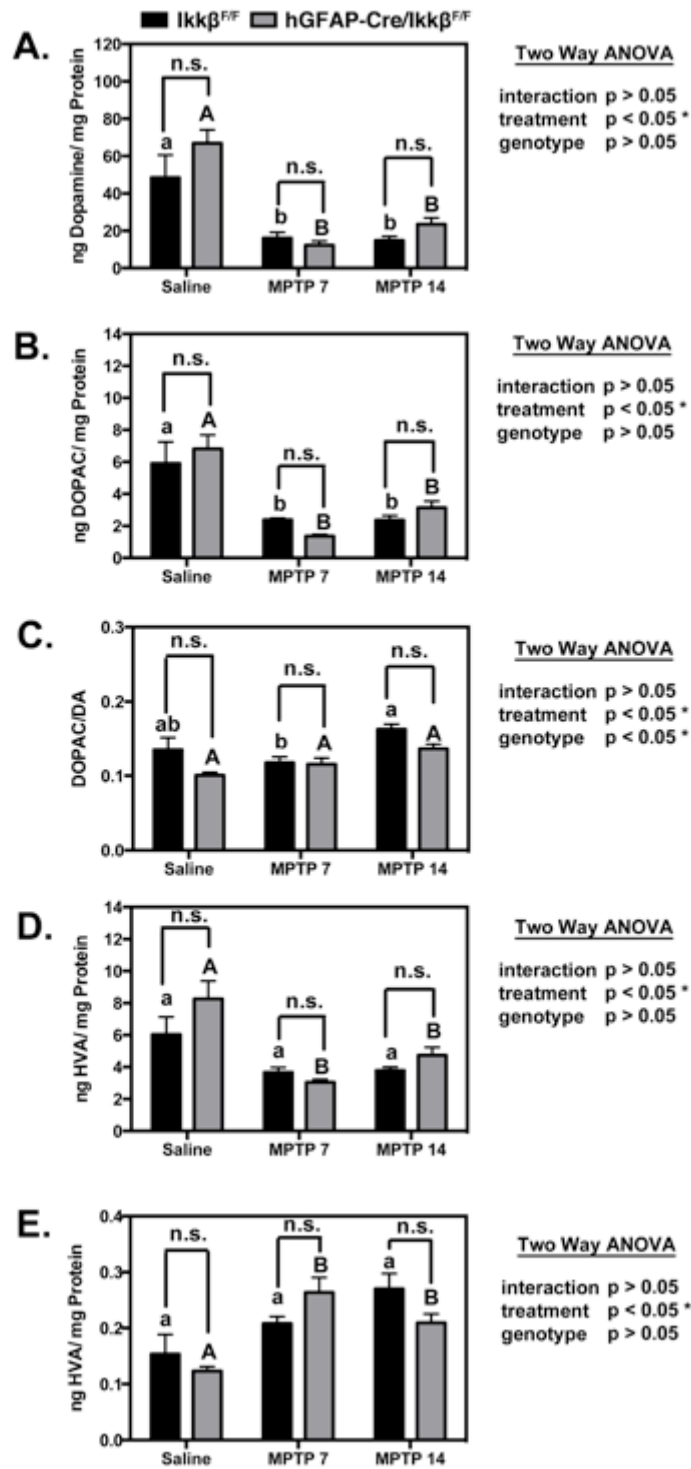 IkkβF/F hGFAP-Cre/IkkβF/F
A.
ng Dopamine/ mg Protein
120
100
80
60
40
20
0
n.s.
a A
n.s.
b B
n.s.
b B
Saline MPTP 7 MPTP 14
Two Way ANOVA
interaction p > 0.05
treatment p < 0.05 *
genotype p > 0.05
B.
ng DOPAC/ mg Protein
14
12
10
8
6
4
2
0
n.s.
a A
n.s.
b B
n.s.
b B
Saline MPTP 7 MPTP 14
Two Way ANOVA
interaction p > 0.05
treatment p < 0.05 *
genotype p > 0.05
C.
DOPAC/DA
0.3
0.2
0.1
0.0
n.s.
ab A
n.s.
b A
n.s.
a A
Saline MPTP 7 MPTP 14
Two Way ANOVA
interaction p > 0.05
treatment p < 0.05 *
genotype p < 0.05 *
D.
ng HVA/ mg Protein
14
12
10
8
6
4
2
0
n.s.
a A
n.s.
a B
n.s.
a B
Saline MPTP 7 MPTP 14
Two Way ANOVA
interaction p > 0.05
treatment p < 0.05 *
genotype p > 0.05
E.
ng HVA/ mg Protein
0.4
0.3
0.2
0.1
0.0
n.s.
a A
n.s.
a B
n.s.
a B
Saline MPTP 7 MPTP 14
Two Way ANOVA
interaction p > 0.05
treatment p < 0.05 *
genotype p > 0.05